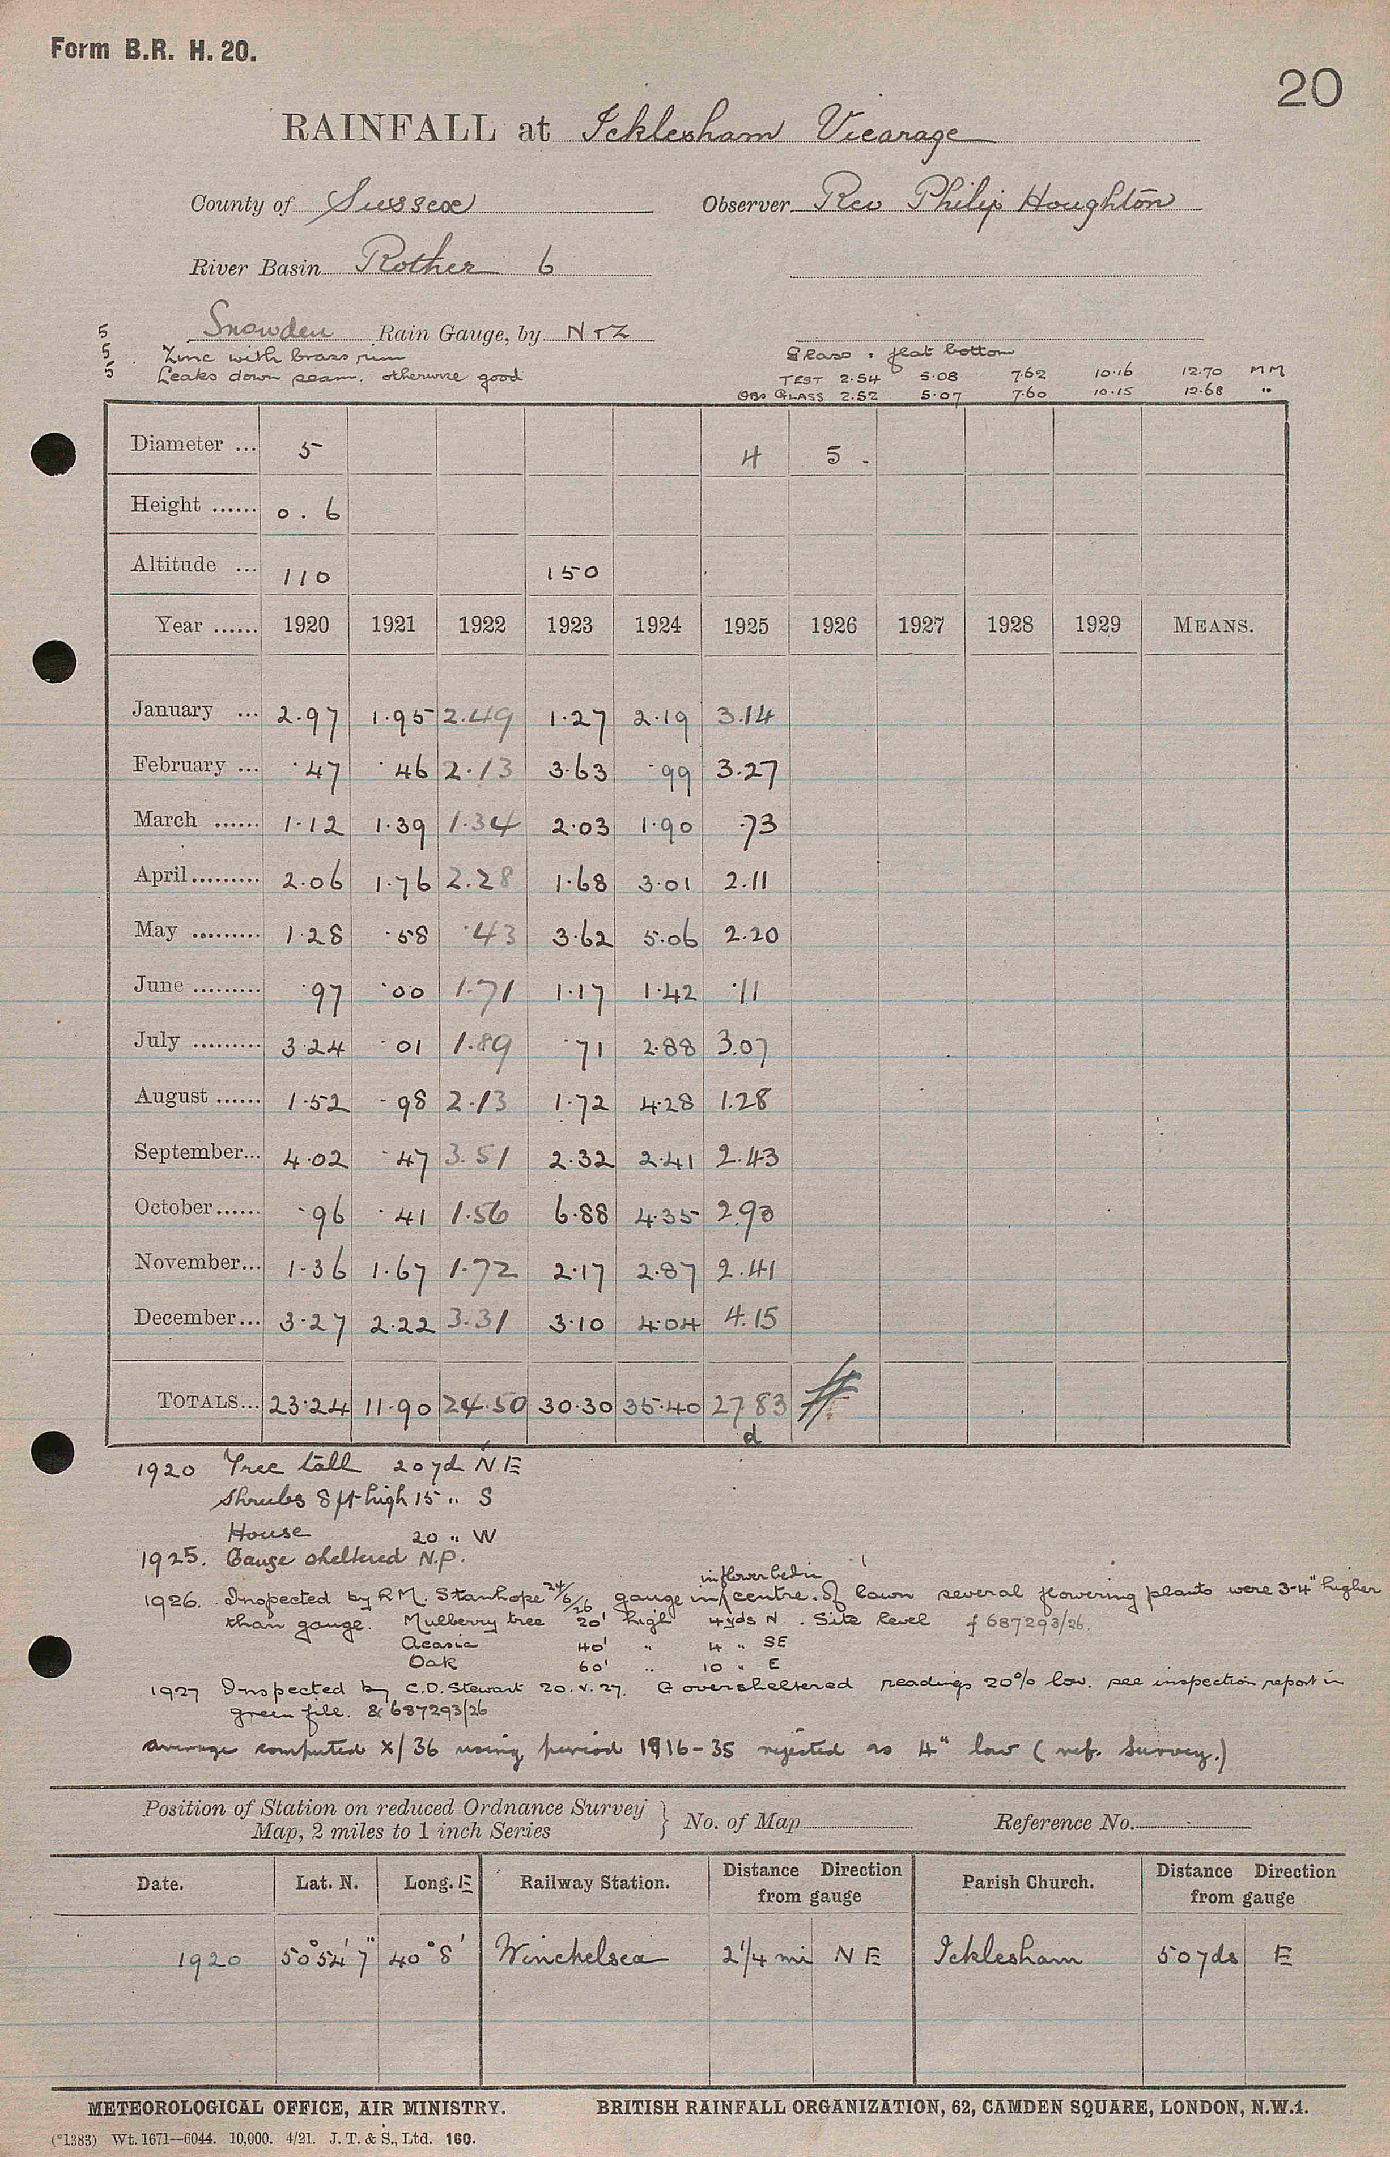 Form B.R. H. 20.
20
RAINFALL at Icklesham Vicarage
County of Sussex Observer Rev Philip Houghton
River Basin Rother 6
Snowden Rain Gauge, by N + Z
5 Zinc with brass rim
5 Leaks down seam. otherwise good
5
Glass . flat bottom
TEST 2.54 5.08 7.62 10.16 12.70 MM
OBS GLASS 2.52 5.07 7.60 10.15 12.68 "
Diameter ... 5 4 5
Height ...... 0.6
Altitude ... 110 150
Year ...... 1920 1921 1922 1923 1924 1925 1926 1927 1928 1929 MEANS.
January ... 2.97 1.95 2.49 1.27 2.19 3.14
February ... .47 .46 2.13 3.63 .99 3.27
March ...... 1.12 1.39 1.34 2.03 1.90 .73
April......... 2.06 1.76 2.28 1.68 3.01 2.11
May ......... 1.28 .58 .43 3.62 5.06 2.20
June ......... .97 .00 1.71 1.17 1.42 .11
July ......... 3.24 .01 1.89 .71 2.88 3.07
August ...... 1.52 .98 2.13 1.72 4.28 1.28
September... 4.02 .47 3.51 2.32 2.41 2.43
October...... .96 .41 1.56 6.88 4.35 2.93
November... 1.36 1.67 1.72 2.17 2.87 2.41
December... 3.27 2.22 3.31 3.10 4.04 4.15
TOTALS... 23.24 11.90 24.50 30.30 35.40 27.83
d
1920 Tree tall 20 yds NE
Shrubs 8 ft high 15 " S
House 20 " W
1925. Gauge sheltered N.P.
in flower bed in
1926. Inspected by R.M. Stanhope 24/6/26 gauge in centre of lawn several flowering plants were 3-4" higher
than gauge. Mulberry tree 20' high 4 yds N . Site level f 687293/26.
Acacia 40' " 4 " SE
Oak 60' " 10 " E
1927 Inspected by C.D. Stewart 20.v.27. G oversheltered readings 20% low. see inspection report in
green file. & 687293/26
average computed x/36 using period 1916-35 rejected as 4" low (ref. Survey.)
Position of Station on reduced Ordnance Survey
Map, 2 miles to 1 inch Series } No. of Map Reference No.
Date. Lat. N. Long. E Railway Station. Distance Direction from gauge Parish Church. Distance Direction from gauge
1920 50° 54' 7" 40° 8' Winchelsea 2 1/4 mi NE Icklesham 50 yds E
METEOROLOGICAL OFFICE, AIR MINISTRY. BRITISH RAINFALL ORGANIZATION, 62, CAMDEN SQUARE, LONDON, N.W.1.
(*1383) Wt. 1671—6044. 10,000. 4/21. J. T. & S., Ltd. 160.